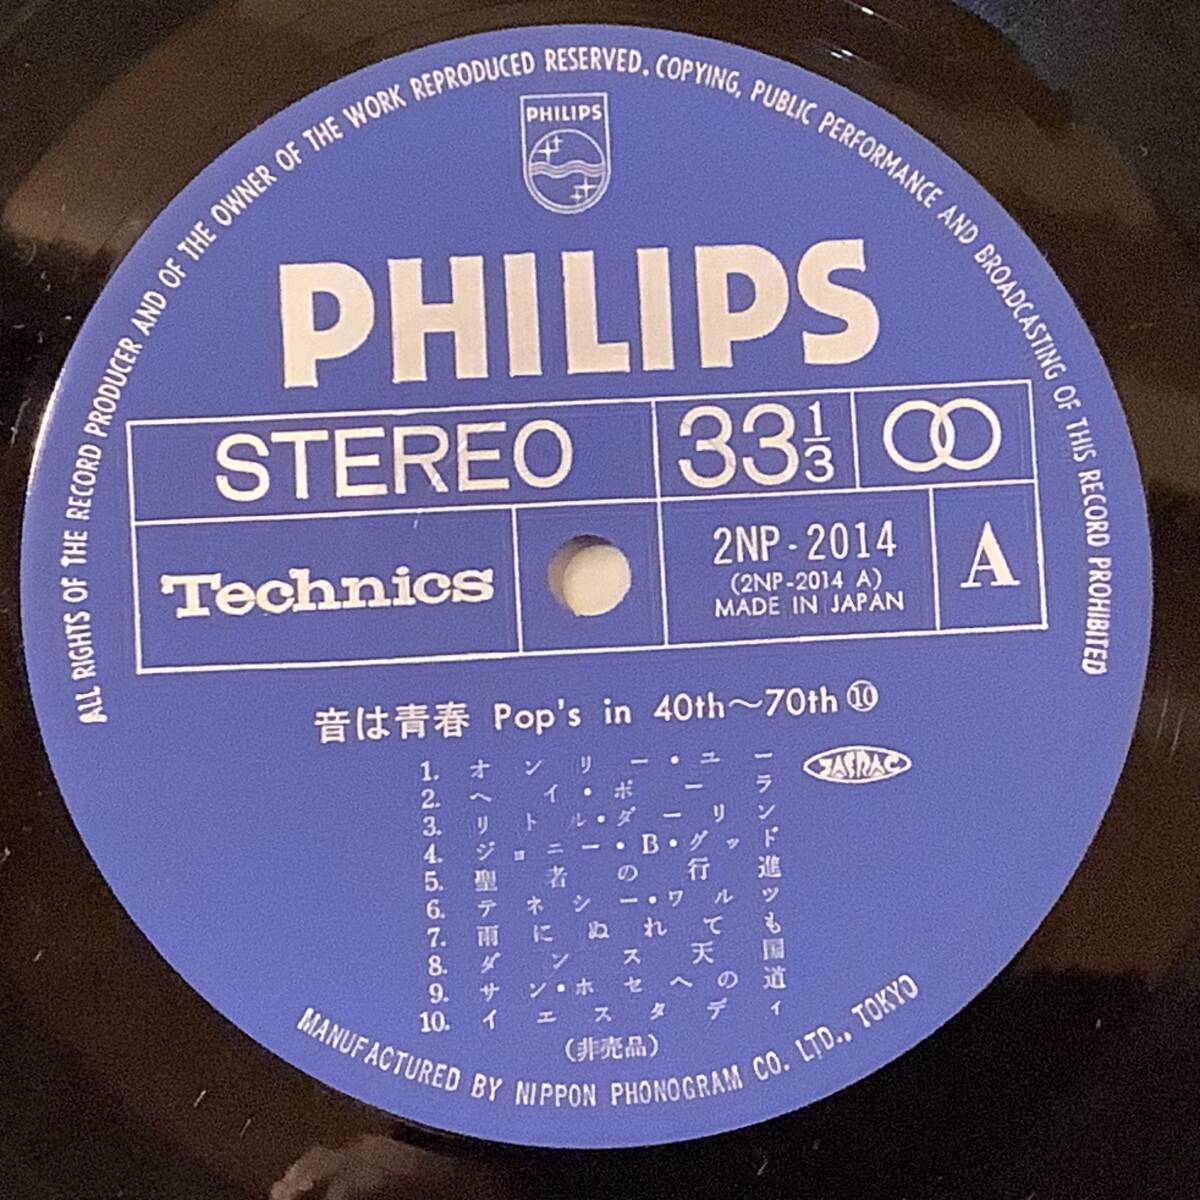 ALL RIGHTS OF THE RECORD PRODUCER AND OF THE OWNER OF THE WORK REPRODUCED RESERVED. COPYING, PUBLIC PERFORMANCE AND BROADCASTING OF THIS RECORD PROHIBITED
PHILIPS
PHILIPS
STEREO
33 1/3
Technics
2NP-2014
(2NP-2014 A)
MADE IN JAPAN
A
音は青春 Pop's in 40th〜70th⑩
JASRAC
1. オンリー・ユー
2. ヘイ・ポーラ
3. リトル・ダーリン
4. ジョニー・B・グッド
5. 聖者の行進
6. テネシー・ワルツ
7. 雨にぬれても
8. ダンス天国
9. サン・ホセへの道
10. イエスタデイ
(非売品)
MANUFACTURED BY NIPPON PHONOGRAM CO. LTD., TOKYO